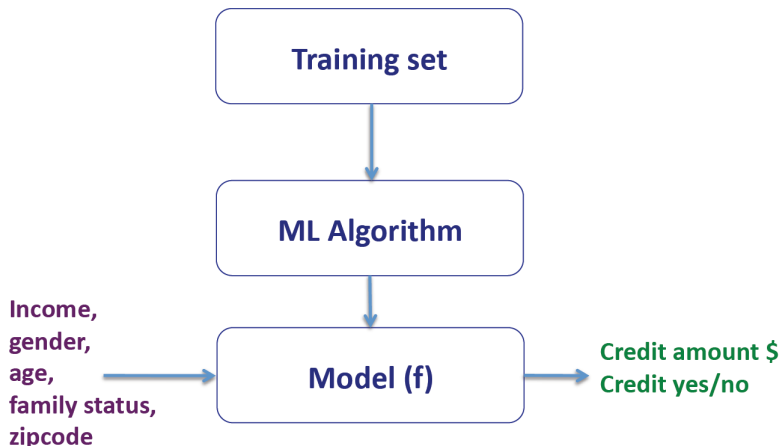 Training set
ML Algorithm
Income,
gender,
age,
family status,
zipcode
Model (f)
Credit amount $
Credit yes/no